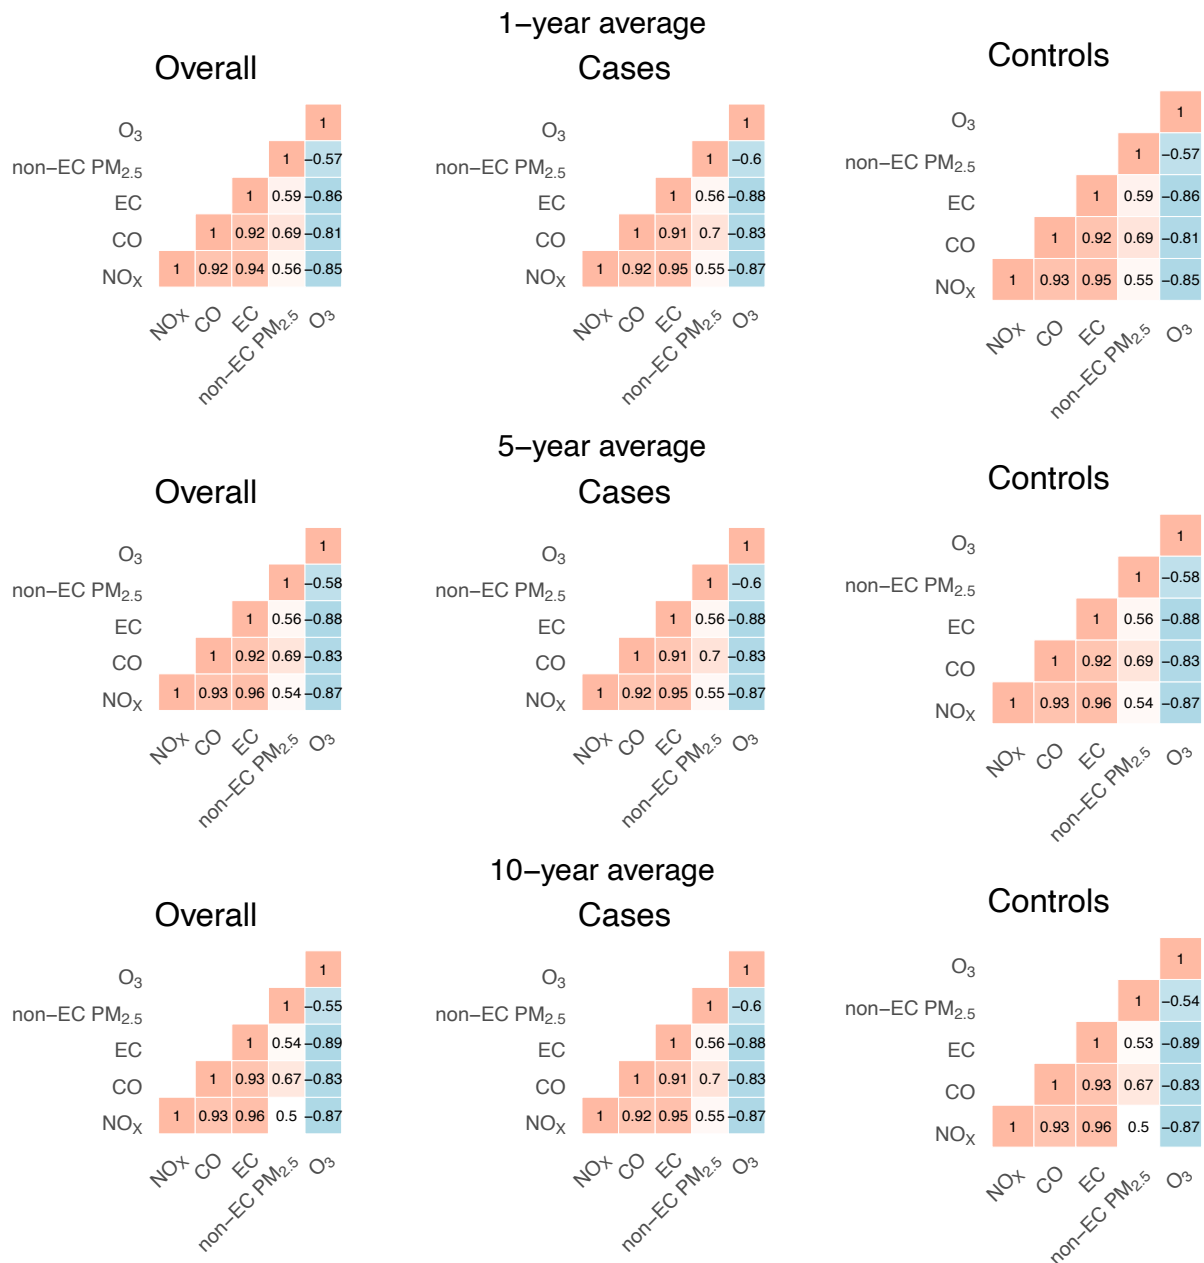 1−year average
Overall
Cases
Controls
O3 1
non−EC PM2.5 1 −0.57
EC 1 0.59 −0.86
CO 1 0.92 0.69 −0.81
NOX 1 0.92 0.94 0.56 −0.85
NOX CO EC non−EC PM2.5 O3
O3 1
non−EC PM2.5 1 −0.6
EC 1 0.56 −0.88
CO 1 0.91 0.7 −0.83
NOX 1 0.92 0.95 0.55 −0.87
NOX CO EC non−EC PM2.5 O3
O3 1
non−EC PM2.5 1 −0.57
EC 1 0.59 −0.86
CO 1 0.92 0.69 −0.81
NOX 1 0.93 0.95 0.55 −0.85
NOX CO EC non−EC PM2.5 O3
5−year average
Overall
Cases
Controls
O3 1
non−EC PM2.5 1 −0.58
EC 1 0.56 −0.88
CO 1 0.92 0.69 −0.83
NOX 1 0.93 0.96 0.54 −0.87
NOX CO EC non−EC PM2.5 O3
O3 1
non−EC PM2.5 1 −0.6
EC 1 0.56 −0.88
CO 1 0.91 0.7 −0.83
NOX 1 0.92 0.95 0.55 −0.87
NOX CO EC non−EC PM2.5 O3
O3 1
non−EC PM2.5 1 −0.58
EC 1 0.56 −0.88
CO 1 0.92 0.69 −0.83
NOX 1 0.93 0.96 0.54 −0.87
NOX CO EC non−EC PM2.5 O3
10−year average
Overall
Cases
Controls
O3 1
non−EC PM2.5 1 −0.55
EC 1 0.54 −0.89
CO 1 0.93 0.67 −0.83
NOX 1 0.93 0.96 0.5 −0.87
NOX CO EC non−EC PM2.5 O3
O3 1
non−EC PM2.5 1 −0.6
EC 1 0.56 −0.88
CO 1 0.91 0.7 −0.83
NOX 1 0.92 0.95 0.55 −0.87
NOX CO EC non−EC PM2.5 O3
O3 1
non−EC PM2.5 1 −0.54
EC 1 0.53 −0.89
CO 1 0.93 0.67 −0.83
NOX 1 0.93 0.96 0.5 −0.87
NOX CO EC non−EC PM2.5 O3